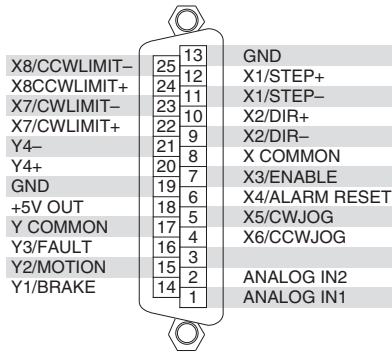 X8/CCWLIMIT– 25
X8CCWLIMIT+ 24
X7/CWLIMIT– 23
X7/CWLIMIT+ 22
Y4– 21
Y4+ 20
GND 19
+5V OUT 18
Y COMMON 17
Y3/FAULT 16
Y2/MOTION 15
Y1/BRAKE 14
13 GND
12 X1/STEP+
11 X1/STEP–
10 X2/DIR+
9 X2/DIR–
8 X COMMON
7 X3/ENABLE
6 X4/ALARM RESET
5 X5/CWJOG
4 X6/CCWJOG
3
2 ANALOG IN2
1 ANALOG IN1